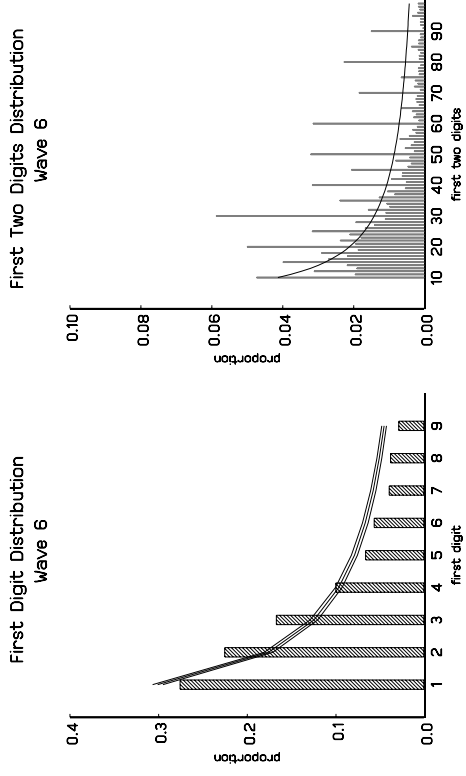 First Digit Distribution
Wave 6
proportion
0.4
0.3
0.2
0.1
0.0
1 2 3 4 5 6 7 8 9
first digit
First Two Digits Distribution
Wave 6
proportion
0.10
0.08
0.06
0.04
0.02
0.00
10 20 30 40 50 60 70 80 90
first two digits